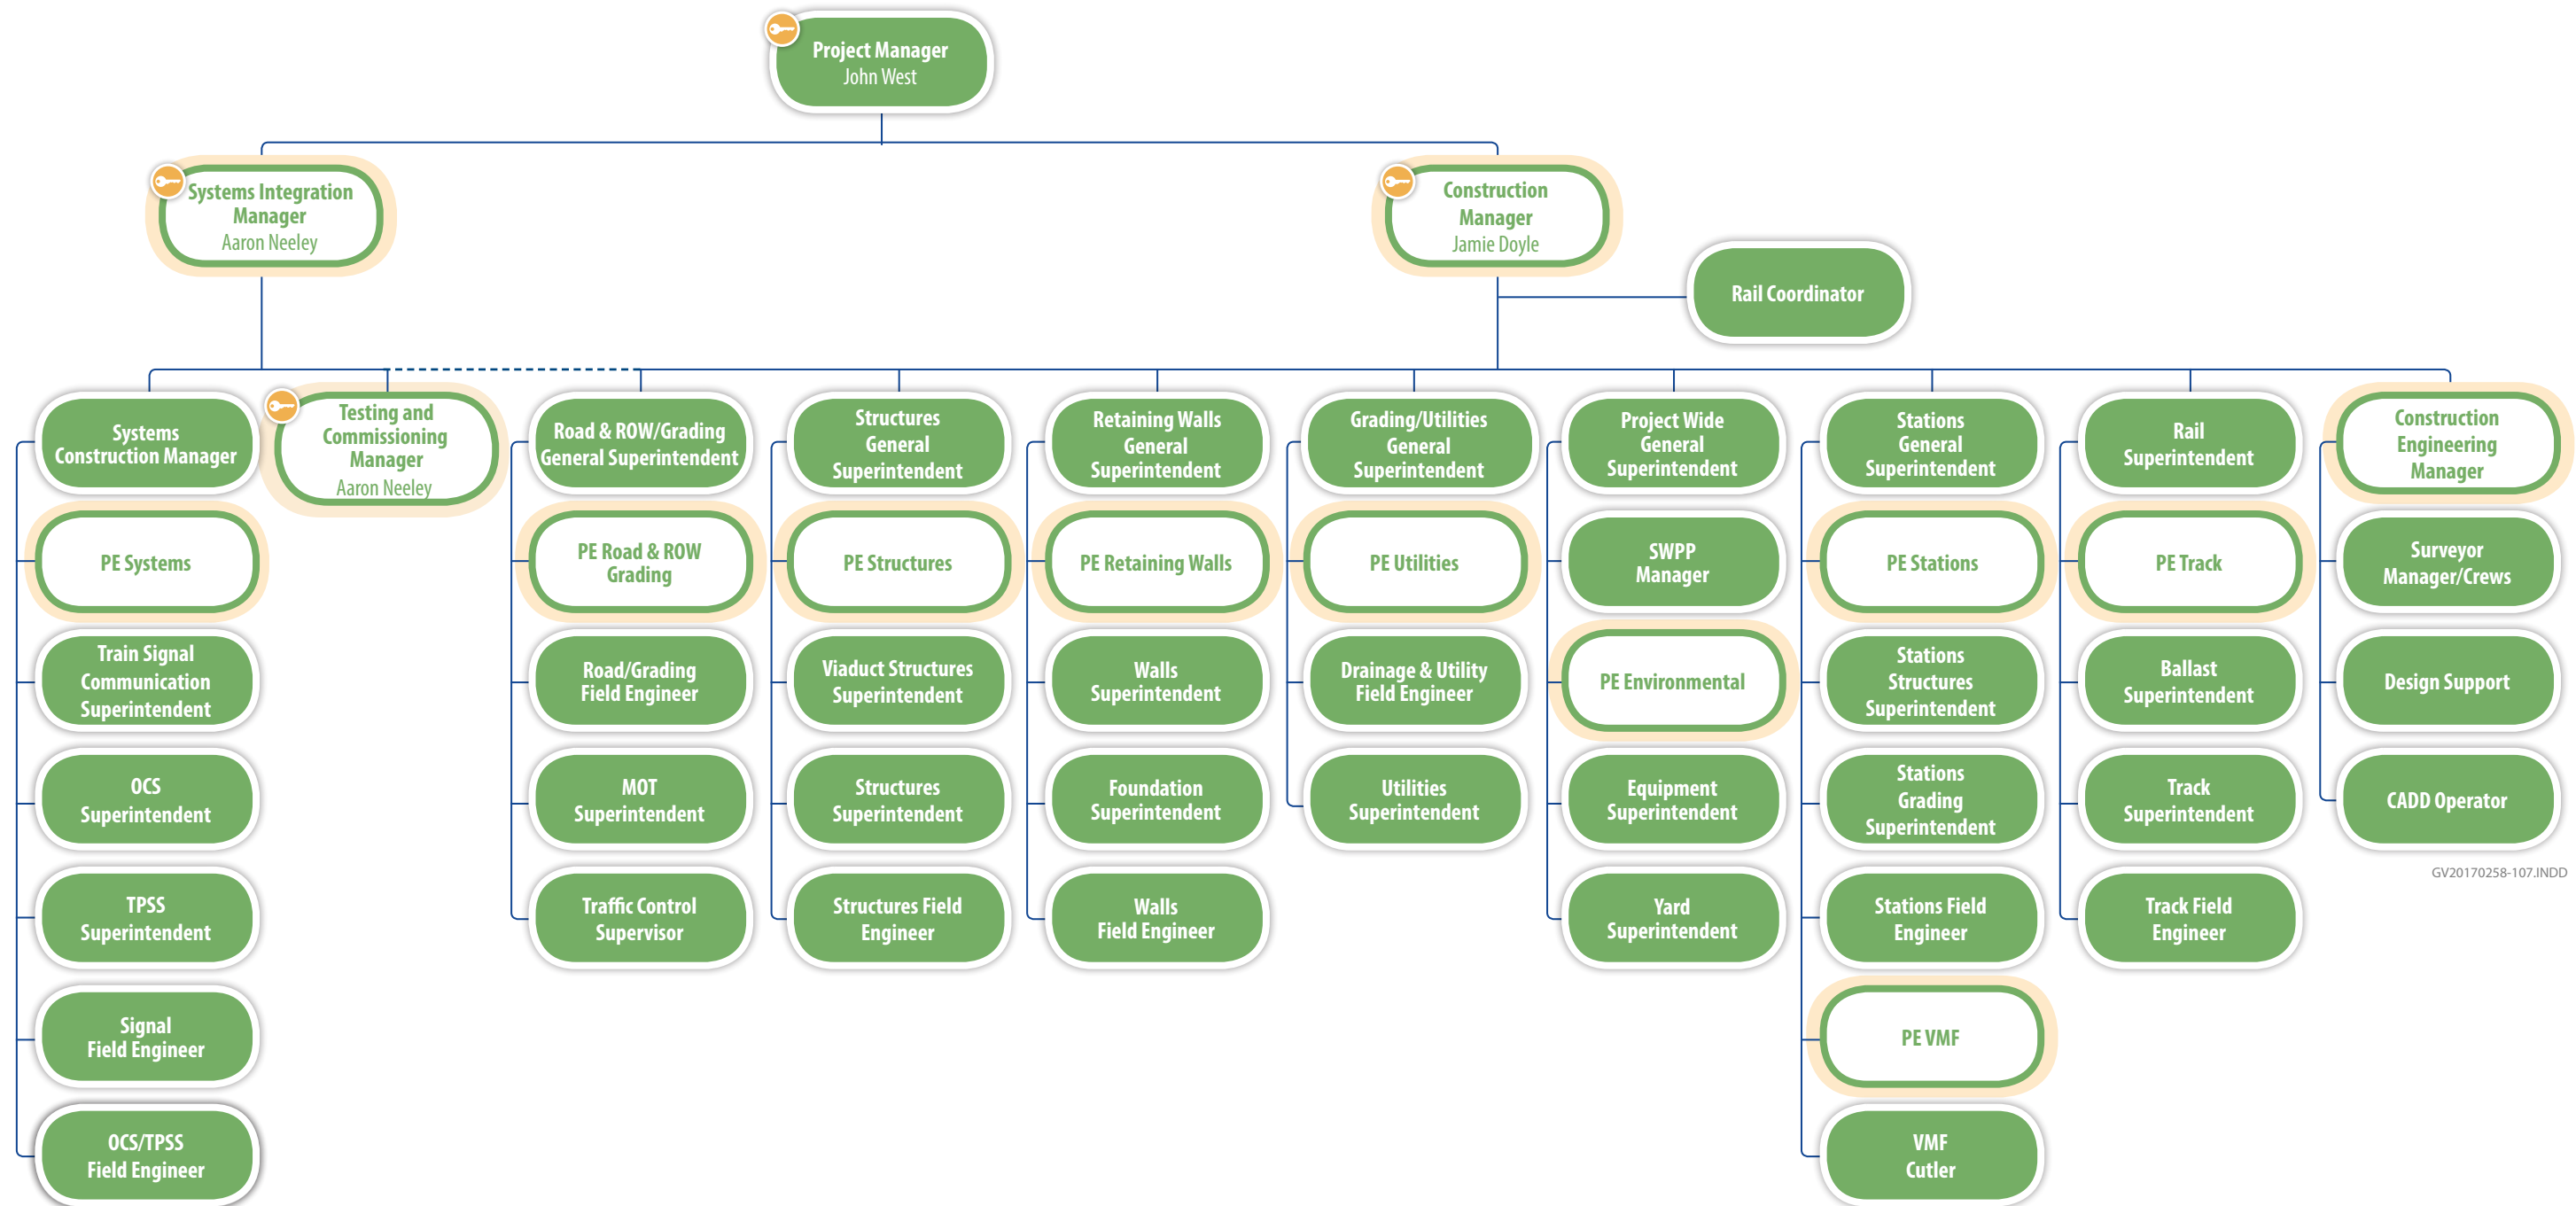 Project Manager
John West
Systems Integration
Manager
Aaron Neeley
Construction
Manager
Jamie Doyle
Rail Coordinator
Systems
Construction Manager
PE Systems
Train Signal
Communication
Superintendent
OCS
Superintendent
TPSS
Superintendent
Signal
Field Engineer
OCS/TPSS
Field Engineer
Testing and
Commissioning
Manager
Aaron Neeley
Road & ROW/Grading
General Superintendent
PE Road & ROW
Grading
Road/Grading
Field Engineer
MOT
Superintendent
Traffic Control
Supervisor
Structures
General
Superintendent
PE Structures
Viaduct Structures
Superintendent
Structures
Superintendent
Structures Field
Engineer
Retaining Walls
General
Superintendent
PE Retaining Walls
Walls
Superintendent
Foundation
Superintendent
Walls
Field Engineer
Grading/Utilities
General
Superintendent
PE Utilities
Drainage & Utility
Field Engineer
Utilities
Superintendent
Project Wide
General
Superintendent
SWPP
Manager
PE Environmental
Equipment
Superintendent
Yard
Superintendent
Stations
General
Superintendent
PE Stations
Stations
Structures
Superintendent
Stations
Grading
Superintendent
Stations Field
Engineer
PE VMF
VMF
Cutler
Rail
Superintendent
PE Track
Ballast
Superintendent
Track
Superintendent
Track Field
Engineer
Construction
Engineering
Manager
Surveyor
Manager/Crews
Design Support
CADD Operator
GV20170258-107.INDD